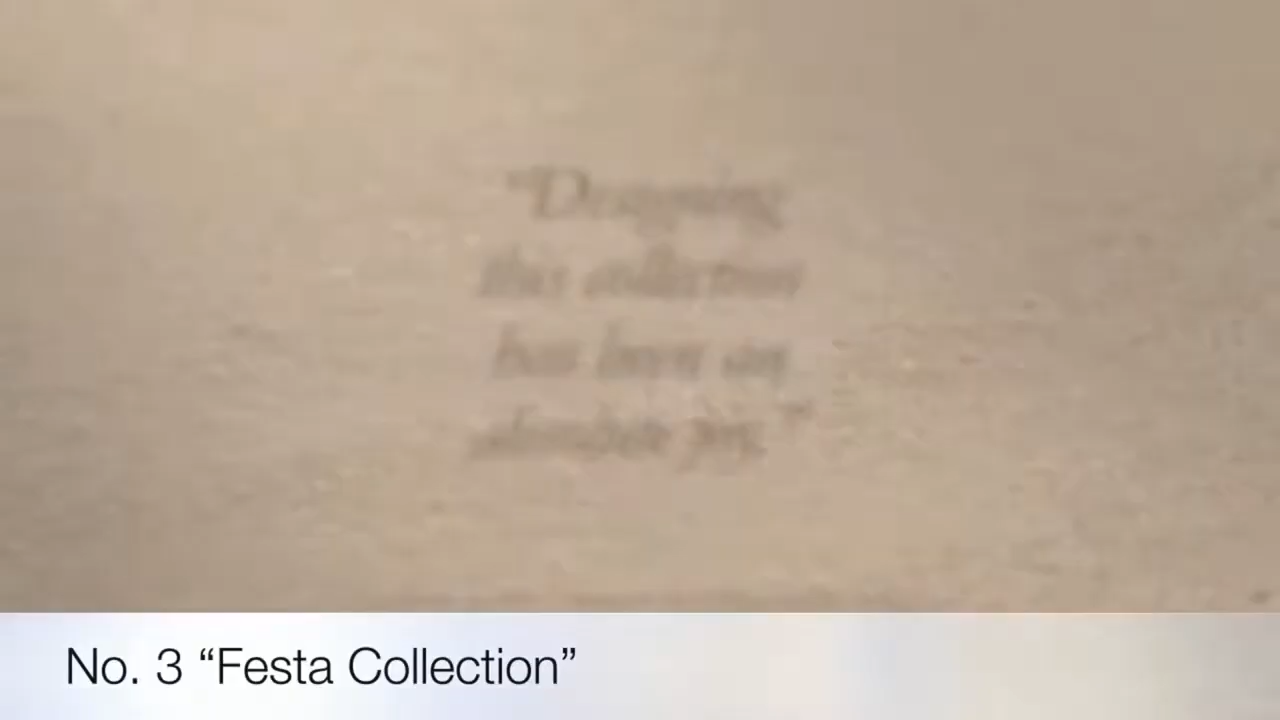 "Designing
this collection
has been an
absolute joy."
No. 3 “Festa Collection”